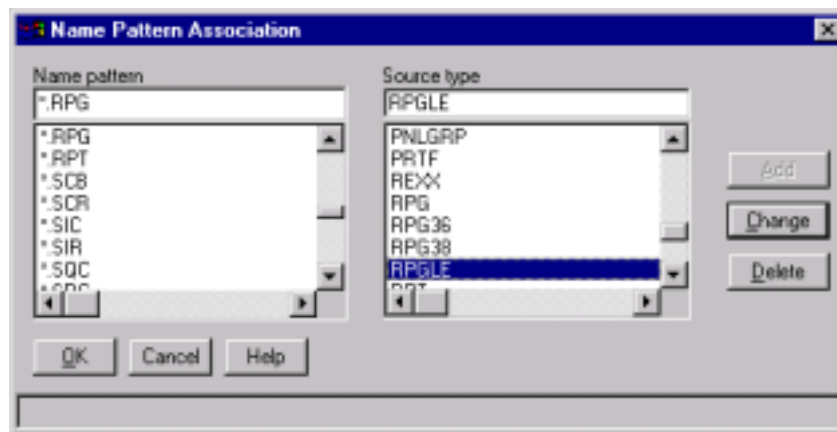 Name Pattern Association
Name pattern
*.RPG
*.RPG
*.RPT
*.SCB
*.SCR
*.SIC
*.SIR
*.SQC
Source type
RPGLE
PNLGRP
PRTF
REXX
RPG
RPG36
RPG38
RPGLE
RPT
Add
Change
Delete
OK
Cancel
Help